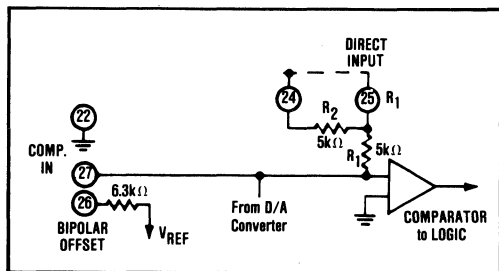 DIRECT
INPUT
24
25
R1
R2
5kΩ
R1
5kΩ
22
COMP.
IN
27
26
6.3kΩ
BIPOLAR
OFFSET
VREF
From D/A
Converter
COMPARATOR
to LOGIC